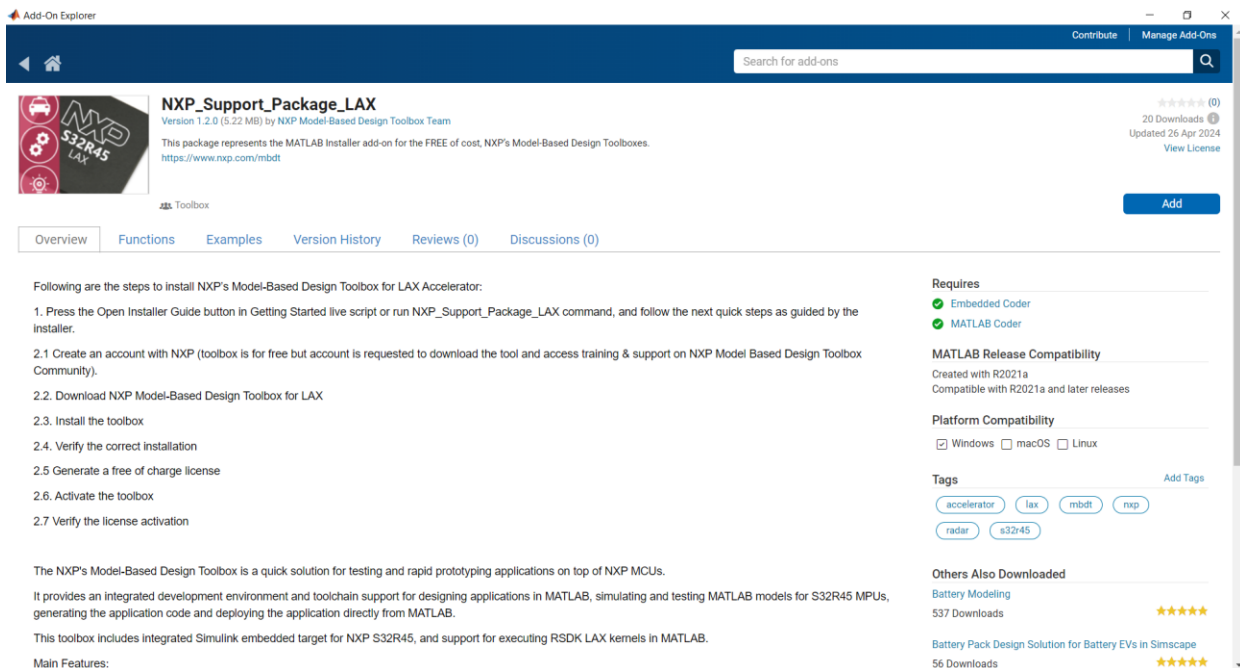 Add-On Explorer
Contribute
Manage Add-Ons
Search for add-ons
NXP
S32R45
LAX
NXP_Support_Package_LAX
Version 1.2.0 (5.22 MB) by NXP Model-Based Design Toolbox Team
This package represents the MATLAB Installer add-on for the FREE of cost, NXP's Model-Based Design Toolboxes.
https://www.nxp.com/mbdt
Toolbox
(0)
20 Downloads
Updated 26 Apr 2024
View License
Add
Overview
Functions
Examples
Version History
Reviews (0)
Discussions (0)
Following are the steps to install NXP's Model-Based Design Toolbox for LAX Accelerator:
1. Press the Open Installer Guide button in Getting Started live script or run NXP_Support_Package_LAX command, and follow the next quick steps as guided by the
installer.
2.1 Create an account with NXP (toolbox is for free but account is requested to download the tool and access training & support on NXP Model Based Design Toolbox
Community).
2.2. Download NXP Model-Based Design Toolbox for LAX
2.3. Install the toolbox
2.4. Verify the correct installation
2.5 Generate a free of charge license
2.6. Activate the toolbox
2.7 Verify the license activation
The NXP's Model-Based Design Toolbox is a quick solution for testing and rapid prototyping applications on top of NXP MCUs.
It provides an integrated development environment and toolchain support for designing applications in MATLAB, simulating and testing MATLAB models for S32R45 MPUs,
generating the application code and deploying the application directly from MATLAB.
This toolbox includes integrated Simulink embedded target for NXP S32R45, and support for executing RSDK LAX kernels in MATLAB.
Main Features:
Requires
Embedded Coder
MATLAB Coder
MATLAB Release Compatibility
Created with R2021a
Compatible with R2021a and later releases
Platform Compatibility
Windows
macOS
Linux
Tags
Add Tags
accelerator
lax
mbdt
nxp
radar
s32r45
Others Also Downloaded
Battery Modeling
537 Downloads
Battery Pack Design Solution for Battery EVs in Simscape
56 Downloads